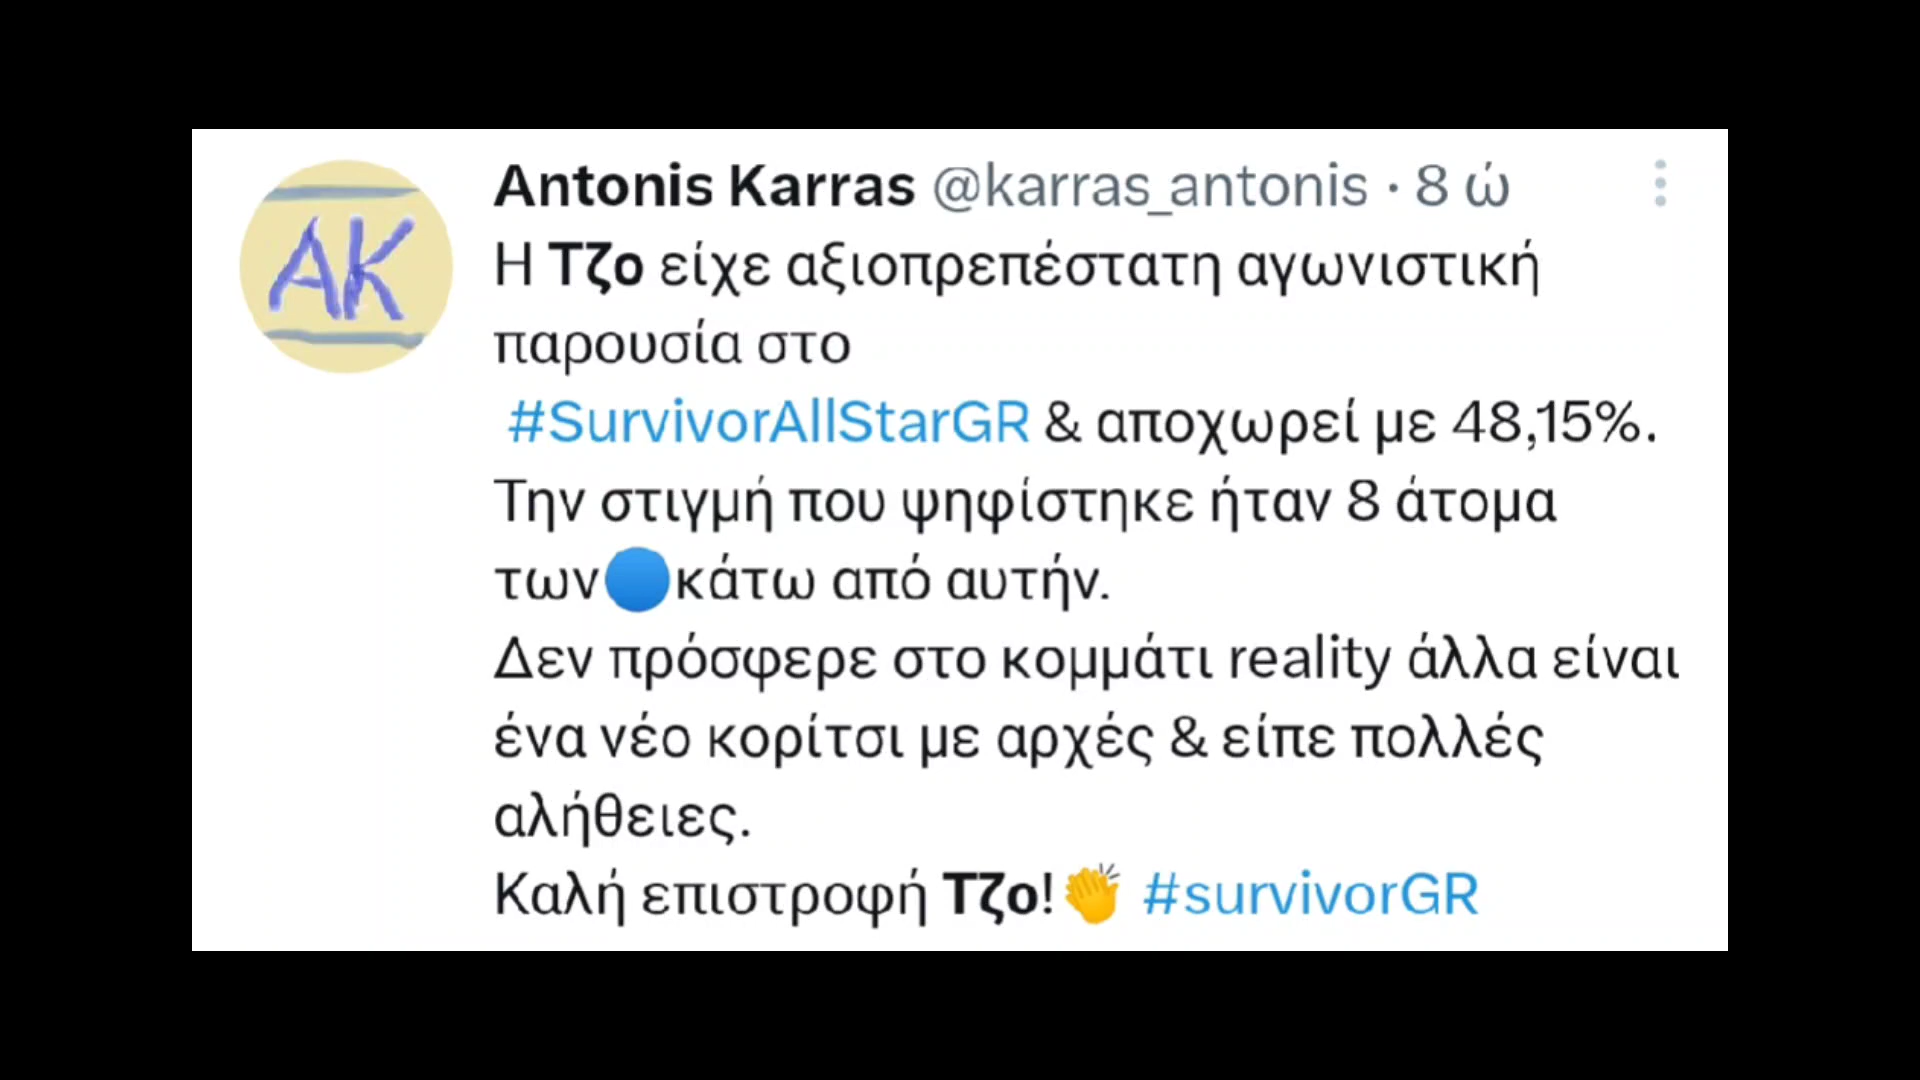 AK
Antonis Karras @karras_antonis · 8 ώ
Η Τζο είχε αξιοπρεπέστατη αγωνιστική
παρουσία στο
#SurvivorAllStarGR & αποχωρεί με 48,15%.
Την στιγμή που ψηφίστηκε ήταν 8 άτομα
των🔵κάτω από αυτήν.
Δεν πρόσφερε στο κομμάτι reality άλλα είναι
ένα νέο κορίτσι με αρχές & είπε πολλές
αλήθειες.
Καλή επιστροφή Τζο!👏 #survivorGR